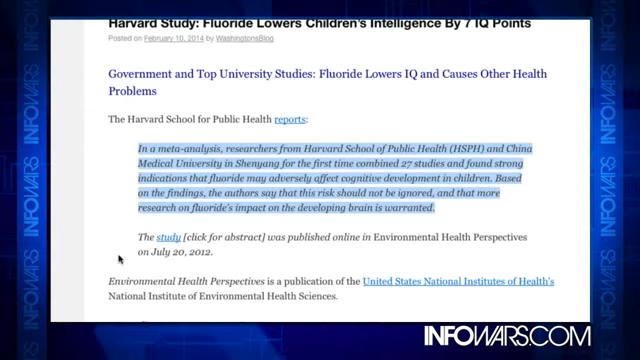 Harvard Study: Fluoride Lowers Children's Intelligence By 7 IQ Points
Posted on February 10, 2014 by WashingtonsBlog
Government and Top University Studies: Fluoride Lowers IQ and Causes Other Health
Problems
The Harvard School for Public Health reports:
In a meta-analysis, researchers from Harvard School of Public Health (HSPH) and China
Medical University in Shenyang for the first time combined 27 studies and found strong
indications that fluoride may adversely affect cognitive development in children. Based
on the findings, the authors say that this risk should not be ignored, and that more
research on fluoride's impact on the developing brain is warranted.
The study [click for abstract] was published online in Environmental Health Perspectives
on July 20, 2012.
Environmental Health Perspectives is a publication of the United States National Institutes of Health's
National Institute of Environmental Health Sciences.
INFOWARS
INFOWARS
INFOWARS
INFOWARS
INFOWARS.COM